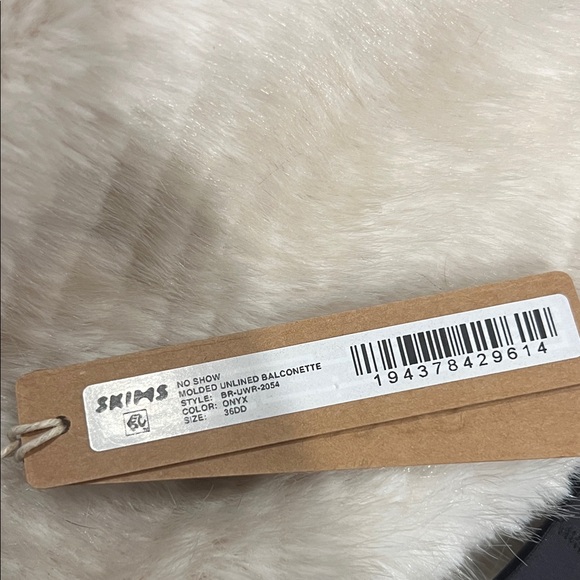 SKIMS
NO SHOW
MOLDED UNLINED BALCONETTE
STYLE: BR-UWR-2054
COLOR: ONYX
SIZE: 36DD
194378429614